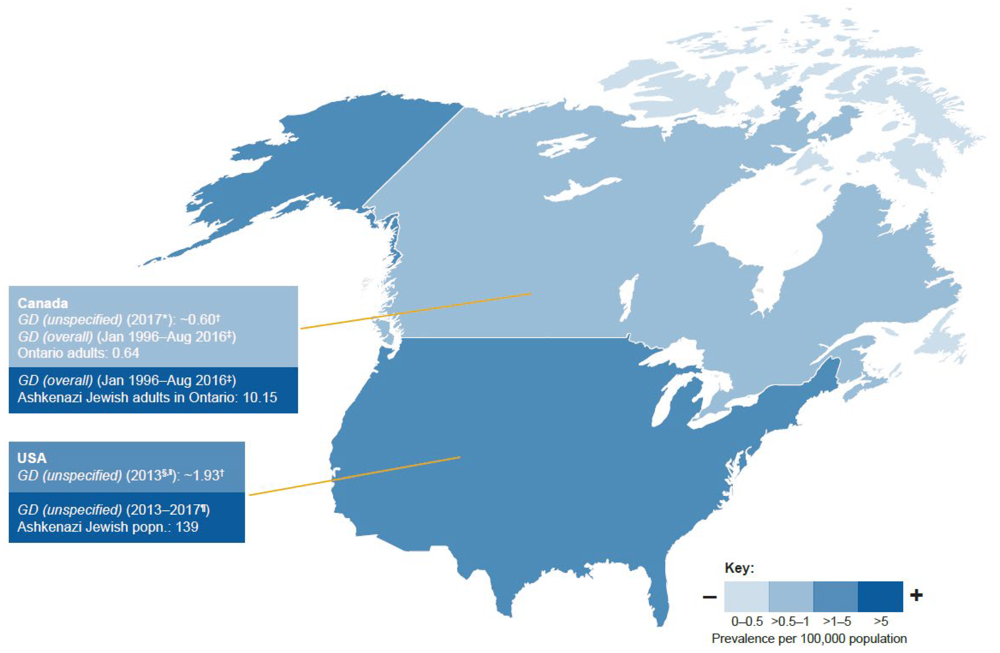 Canada
GD (unspecified) (2017*): ~0.60†
GD (overall) (Jan 1996–Aug 2016‡)
Ontario adults: 0.64
GD (overall) (Jan 1996–Aug 2016‡)
Ashkenazi Jewish adults in Ontario: 10.15
USA
GD (unspecified) (2013§,||): ~1.93†
GD (unspecified) (2013–2017¶)
Ashkenazi Jewish popn.: 139
Key:
– +
0–0.5 >0.5–1 >1–5 >5
Prevalence per 100,000 population